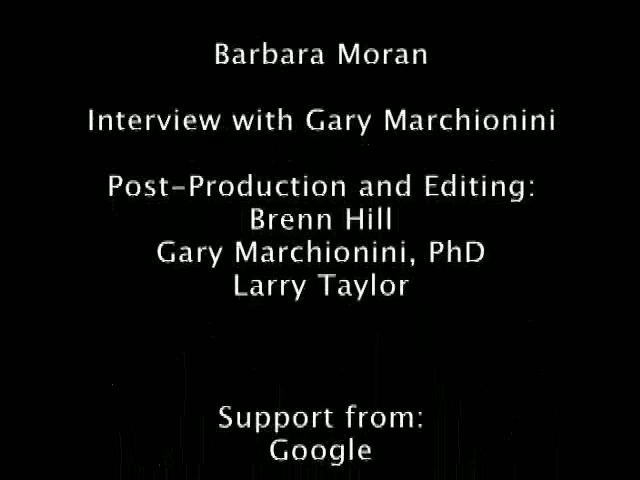 Barbara Moran
Interview with Gary Marchionini
Post-Production and Editing:
Brenn Hill
Gary Marchionini, PhD
Larry Taylor
Support from:
Google